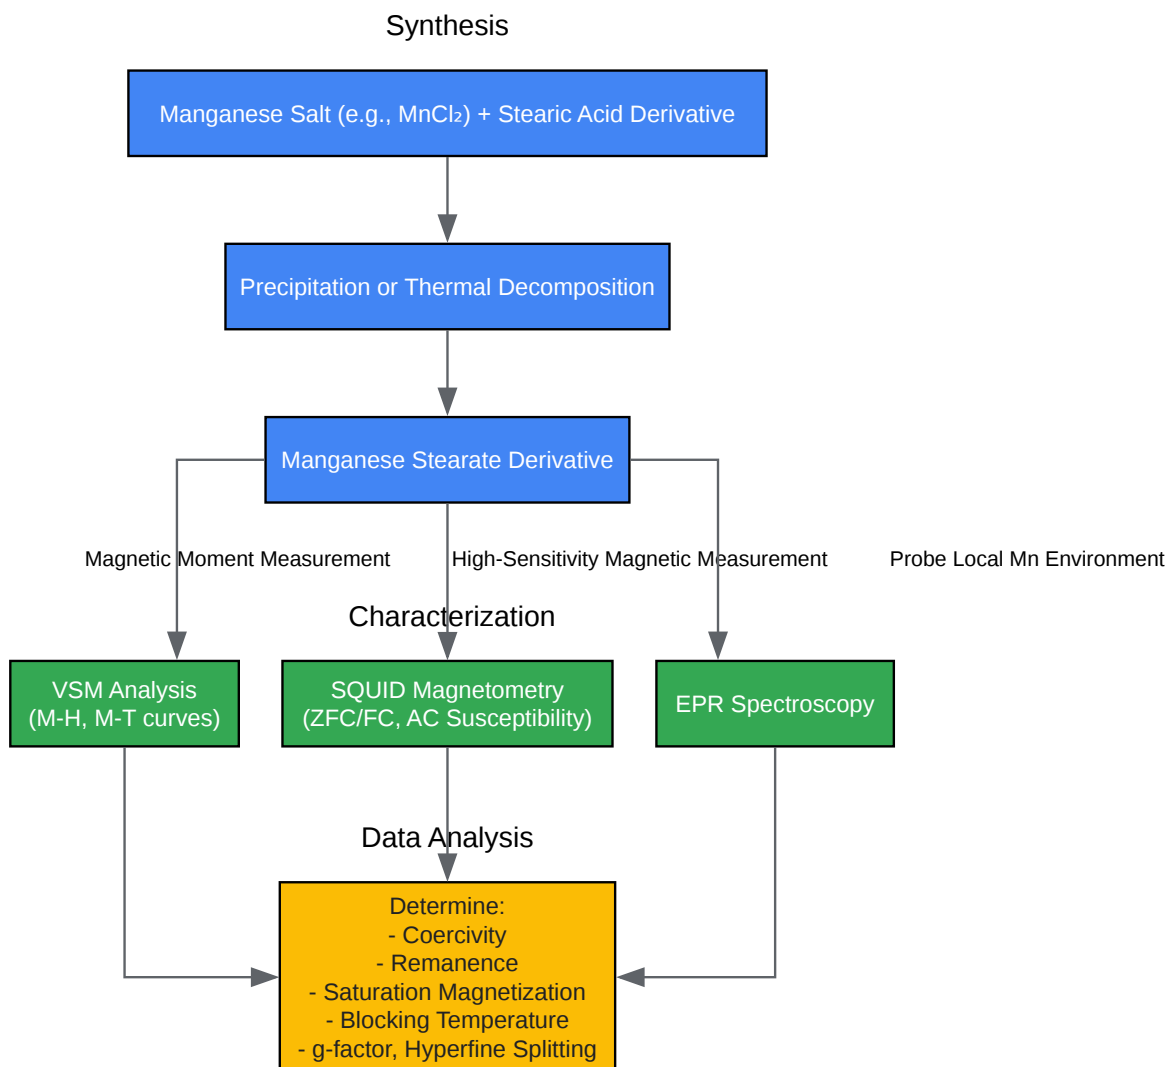 Synthesis
Manganese Salt (e.g., MnCl₂) + Stearic Acid Derivative
Precipitation or Thermal Decomposition
Manganese Stearate Derivative
Magnetic Moment Measurement
High-Sensitivity Magnetic Measurement
Probe Local Mn Environment
Characterization
VSM Analysis
(M-H, M-T curves)
SQUID Magnetometry
(ZFC/FC, AC Susceptibility)
EPR Spectroscopy
Data Analysis
Determine:
- Coercivity
- Remanence
- Saturation Magnetization
- Blocking Temperature
- g-factor, Hyperfine Splitting